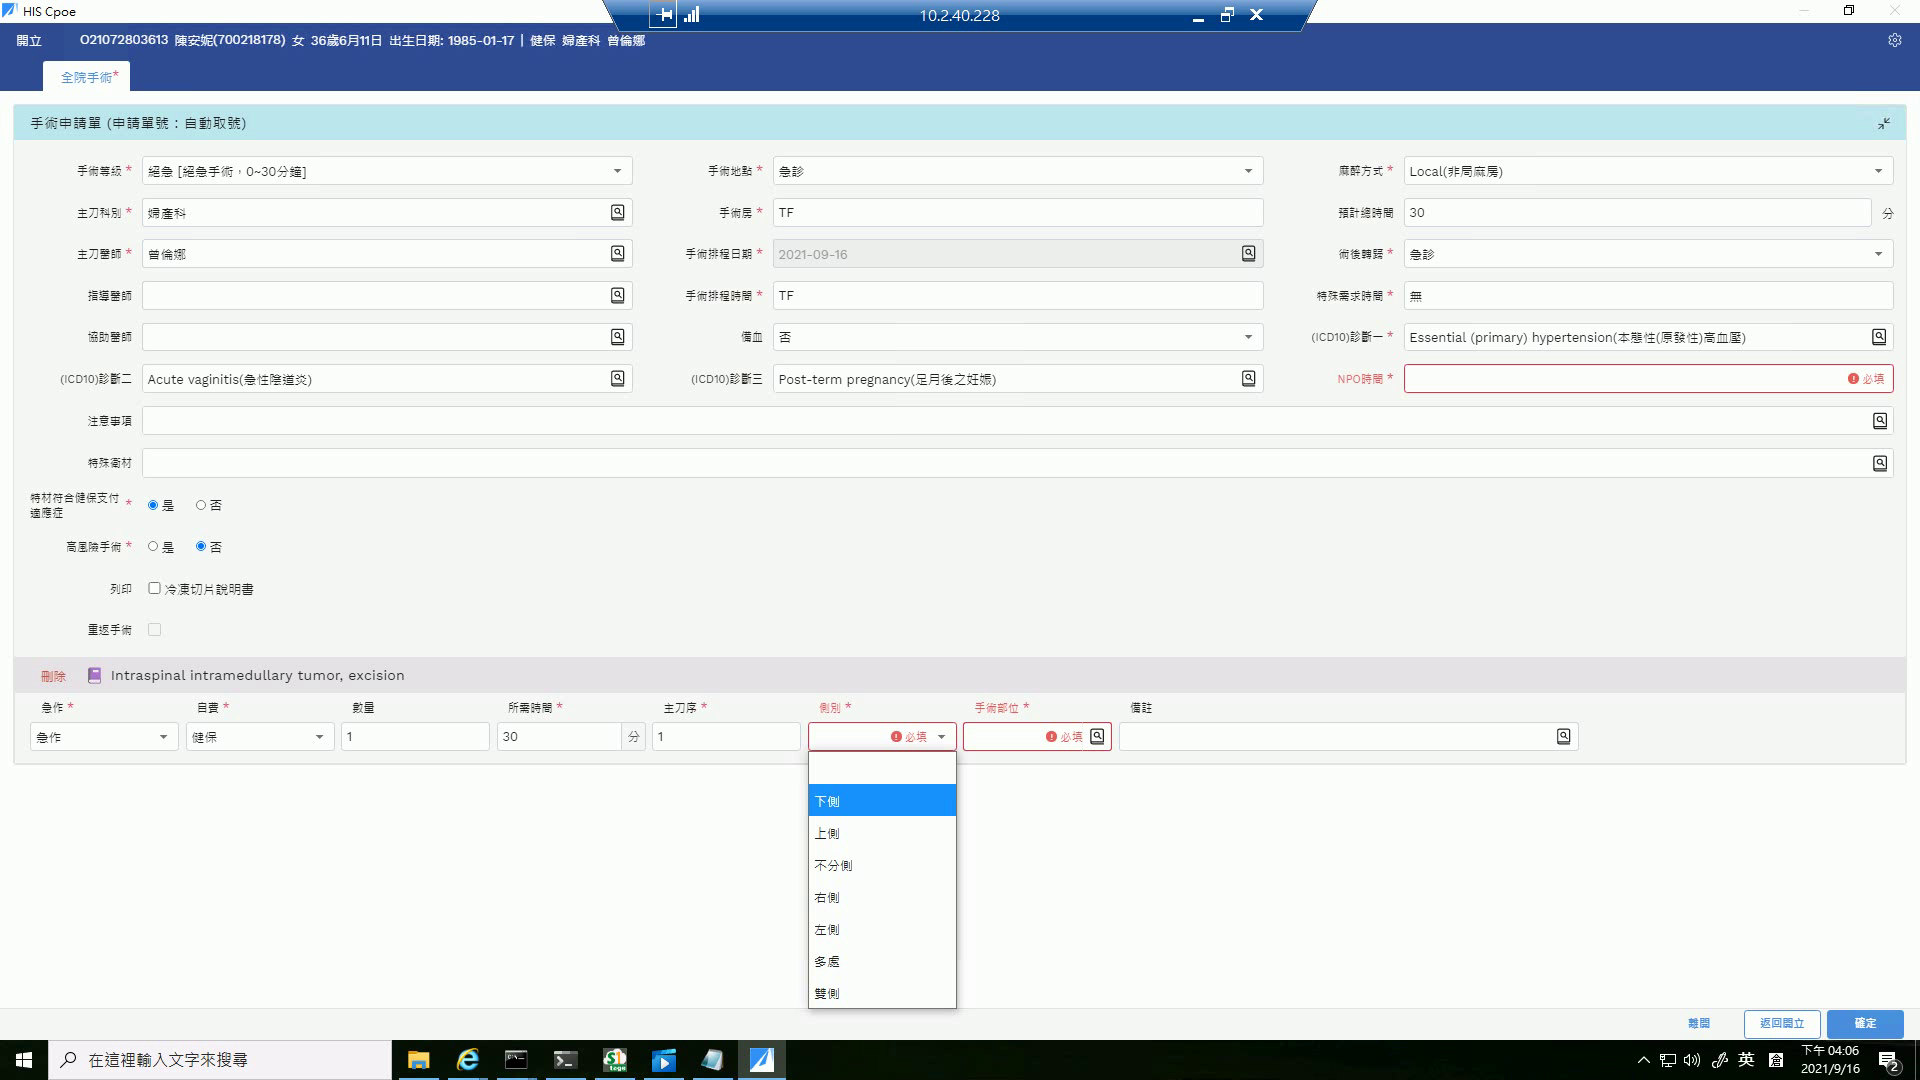 HIS Cpoe
10.2.40.228
開立 O21072803613 陳安妮(700218178) 女 36歲6月11日 出生日期: 1985-01-17 | 健保 婦產科 曾倫娜
全院手術*
手術申請單 (申請單號：自動取號)
手術等級 * 絕急 [絕急手術，0~30分鐘] 手術地點 * 急診 麻醉方式 * Local(非局麻房)
主刀科別 * 婦產科 手術房 * TF 預計總時間 30 分
主刀醫師 * 曾倫娜 手術排程日期 * 2021-09-16 術後轉歸 * 急診
指導醫師 手術排程時間 * TF 特殊需求時間 * 無
協助醫師 備血 否 (ICD10)診斷一 * Essential (primary) hypertension(本態性(原發性)高血壓)
(ICD10)診斷二 Acute vaginitis(急性陰道炎) (ICD10)診斷三 Post-term pregnancy(足月後之妊娠) NPO時間 * 必填
注意事項
特殊衛材
特材符合健保支付
適應症 * 是 否
高風險手術 * 是 否
列印 冷凍切片說明書
重返手術
刪除 Intraspinal intramedullary tumor, excision
急作 * 自費 * 數量 所需時間 * 主刀序 * 側別 * 手術部位 * 備註
急作 健保 1 30 分 1 必填 必填
下側
上側
不分側
右側
左側
多處
雙側
離開 返回開立 確定
在這裡輸入文字來搜尋
英
下午 04:06
2021/9/16
2